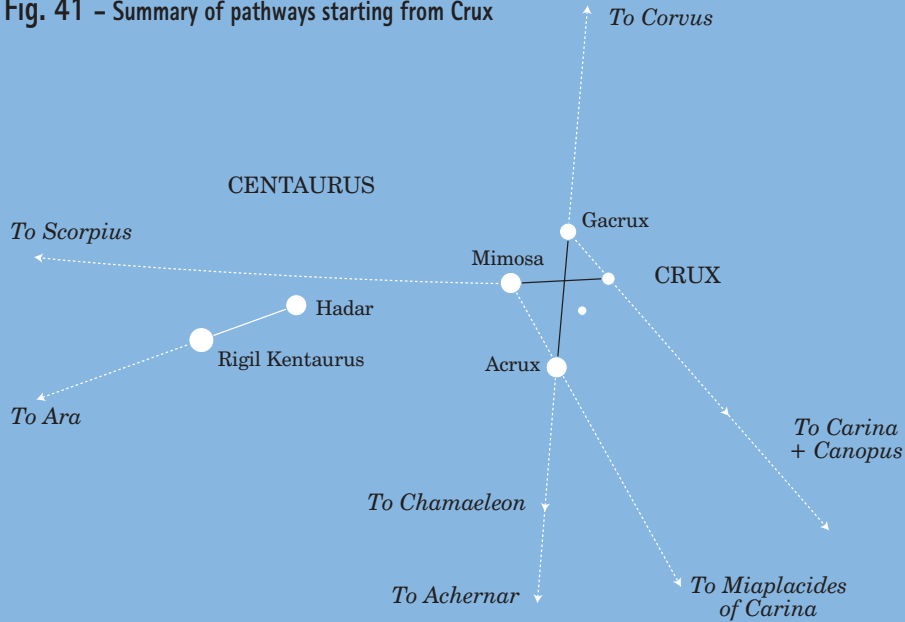 Fig. 41 – Summary of pathways starting from Crux
To Corvus
CENTAURUS
Gacrux
To Scorpius
Mimosa
CRUX
Hadar
Rigil Kentaurus
Acrux
To Ara
To Carina
+ Canopus
To Chamaeleon
To Achernar
To Miaplacides
of Carina